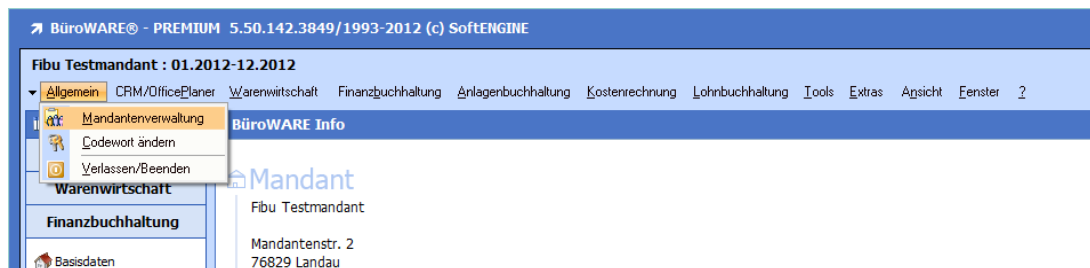 BüroWARE® - PREMIUM 5.50.142.3849/1993-2012 (c) SoftENGINE
Fibu Testmandant : 01.2012-12.2012
Allgemein CRM/OfficePlaner Warenwirtschaft Finanzbuchhaltung Anlagenbuchhaltung Kostenrechnung Lohnbuchhaltung Tools Extras Ansicht Fenster ?
Mandantenverwaltung
BüroWARE Info
Codewort ändern
Verlassen/Beenden
Mandant
Warenwirtschaft
Fibu Testmandant
Finanzbuchhaltung
Mandantenstr. 2
Basisdaten
76829 Landau